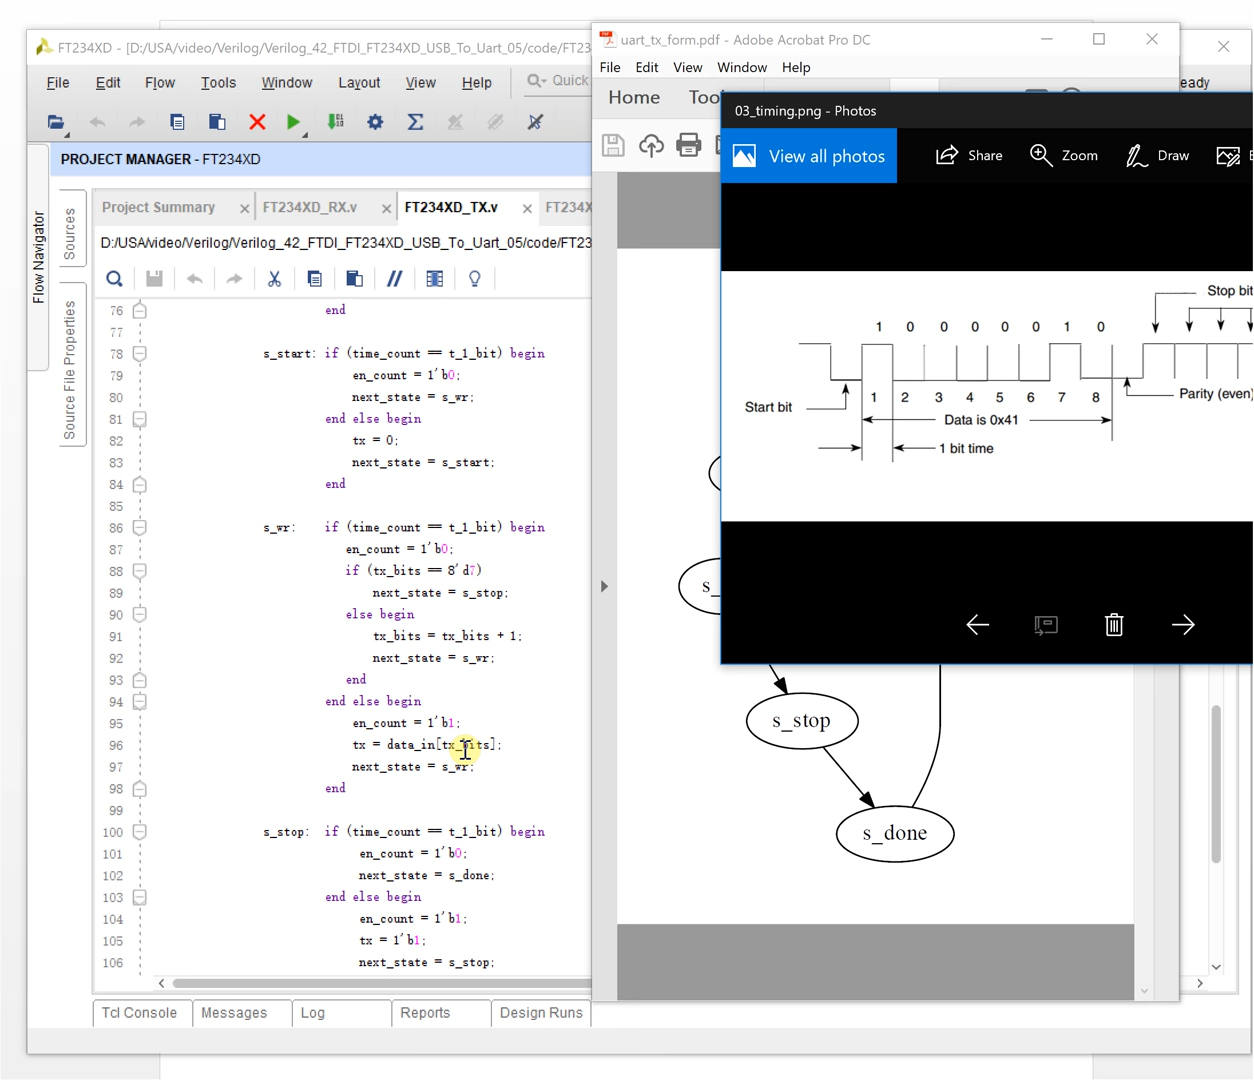 FT234XD - [D:/USA/video/Verilog/Verilog_42_FTDI_FT234XD_USB_To_Uart_05/code/FT23
File Edit Flow Tools Window Layout View Help Quick
eady
PROJECT MANAGER - FT234XD
Flow Navigator
Sources
Source File Properties
Project Summary × FT234XD_RX.v × FT234XD_TX.v × FT234X
D:/USA/video/Verilog/Verilog_42_FTDI_FT234XD_USB_To_Uart_05/code/FT23
76 end
77
78 s_start: if (time_count == t_1_bit) begin
79 en_count = 1'b0;
80 next_state = s_wr;
81 end else begin
82 tx = 0;
83 next_state = s_start;
84 end
85
86 s_wr: if (time_count == t_1_bit) begin
87 en_count = 1'b0;
88 if (tx_bits == 8'd7)
89 next_state = s_stop;
90 else begin
91 tx_bits = tx_bits + 1;
92 next_state = s_wr;
93 end
94 end else begin
95 en_count = 1'b1;
96 tx = data_in[tx_bits];
97 next_state = s_wr;
98 end
99
100 s_stop: if (time_count == t_1_bit) begin
101 en_count = 1'b0;
102 next_state = s_done;
103 end else begin
104 en_count = 1'b1;
105 tx = 1'b1;
106 next_state = s_stop;
Tcl Console Messages Log Reports Design Runs
uart_tx_form.pdf - Adobe Acrobat Pro DC
File Edit View Window Help
Home Too
s_
s_stop
s_done
03_timing.png - Photos
View all photos Share Zoom Draw E
Stop bit
1 0 0 0 0 0 1 0
Start bit
1 2 3 4 5 6 7 8
Parity (even)
Data is 0x41
1 bit time